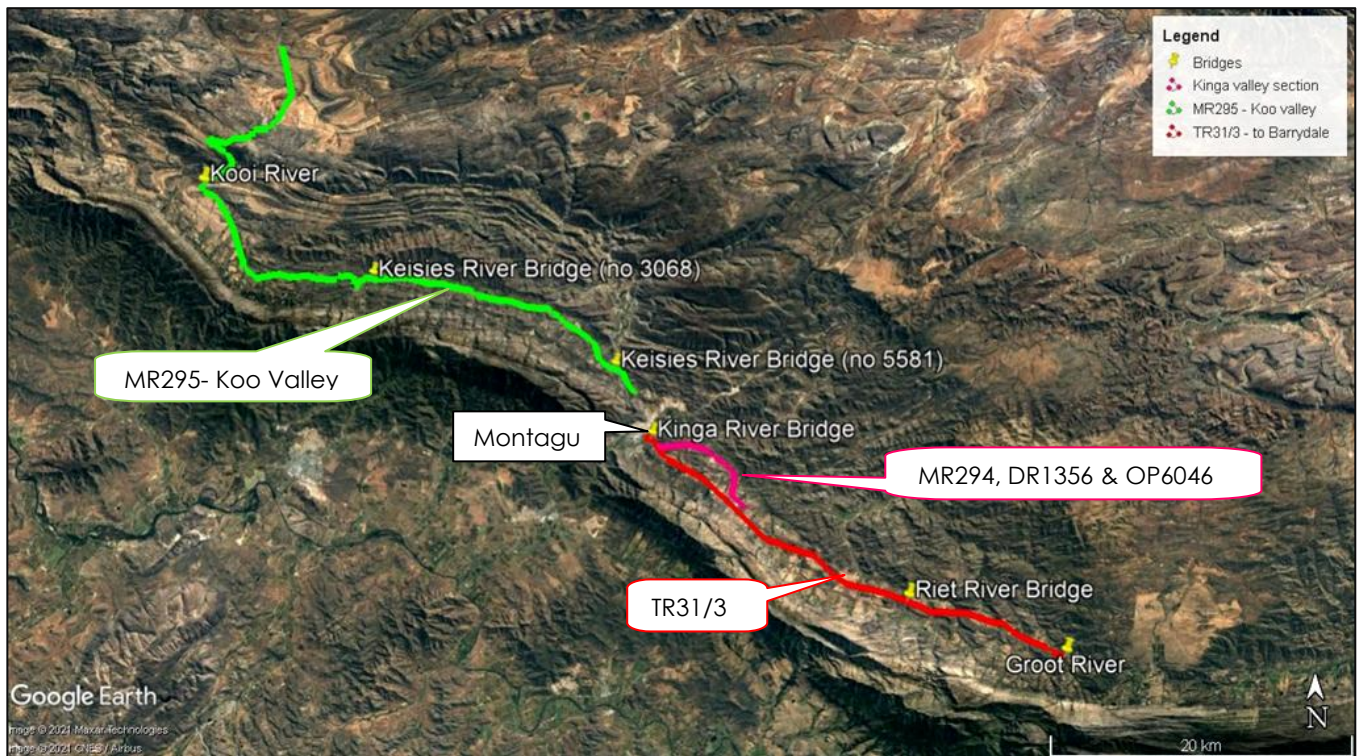 Legend
Bridges
Kinga valley section
MR295 - Koo valley
TR31/3 - to Barrydale
Kooi River
Keisies River Bridge (no 3068)
MR295- Koo Valley
Keisies River Bridge (no 5581)
Montagu
Kinga River Bridge
MR294, DR1356 & OP6046
TR31/3
Riet River Bridge
Groot River
Google Earth
Image © 2021 Maxar Technologies
Image © 2021 CNES / Airbus
N
20 km